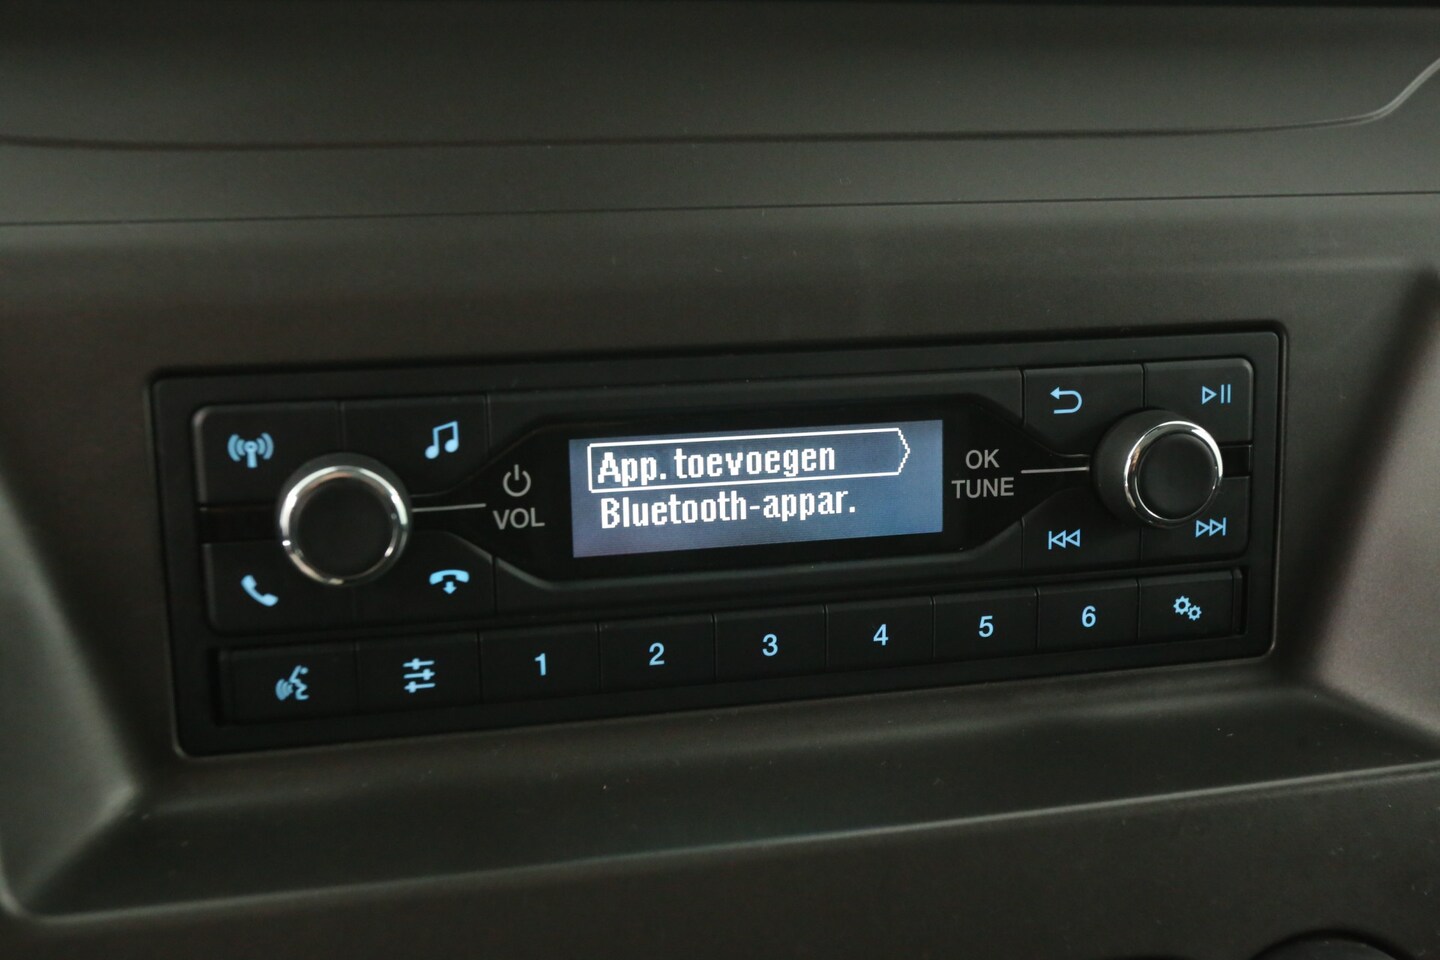 App. toevoegen
Bluetooth-appar.
VOL
OK
TUNE
1 2 3 4 5 6